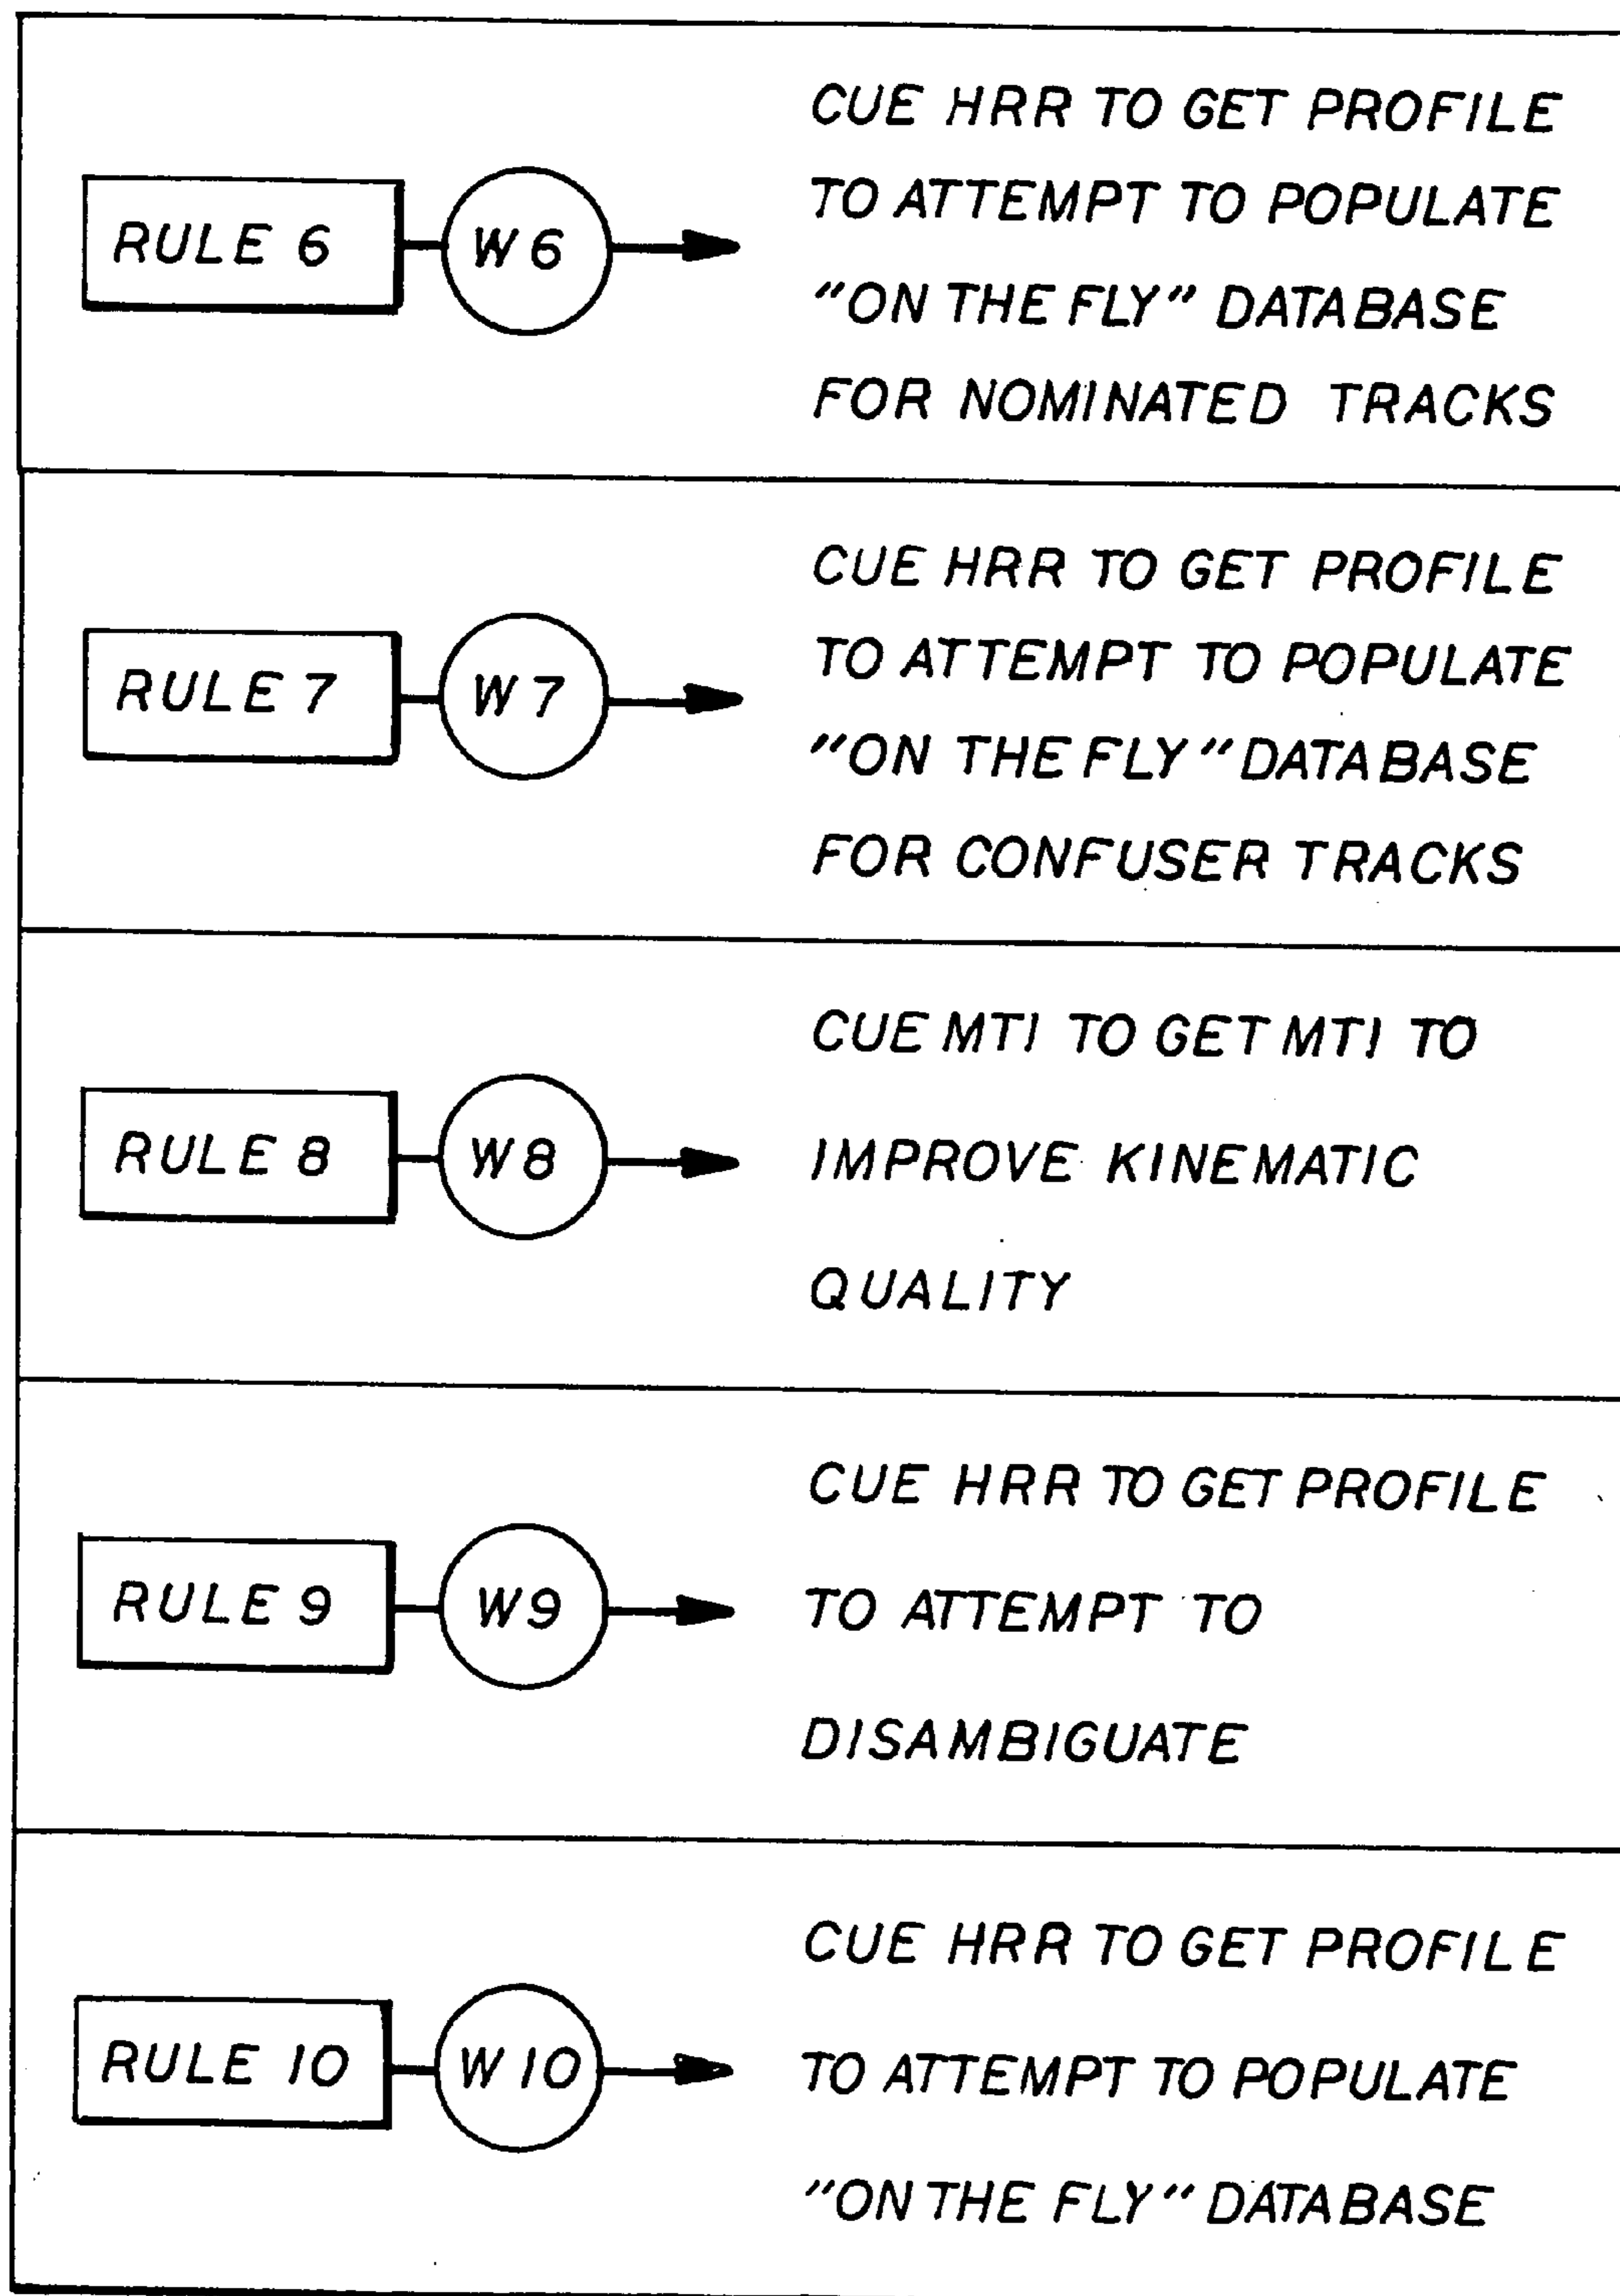 CUE HRR TO GET PROFILE
TO ATTEMPT TO POPULATE
RULE 6 W6
"ON THE FLY" DATABASE
FOR NOMINATED TRACKS
CUE HRR TO GET PROFILE
TO ATTEMPT TO POPULATE
RULE 7 W7
"ON THE FLY" DATABASE
FOR CONFUSER TRACKS
CUE MTI TO GET MTI TO
RULE 8 W8
IMPROVE KINEMATIC
QUALITY
CUE HRR TO GET PROFILE
RULE 9 W9
TO ATTEMPT TO
DISAMBIGUATE
CUE HRR TO GET PROFILE
RULE 10 W10
TO ATTEMPT TO POPULATE
"ON THE FLY" DATABASE